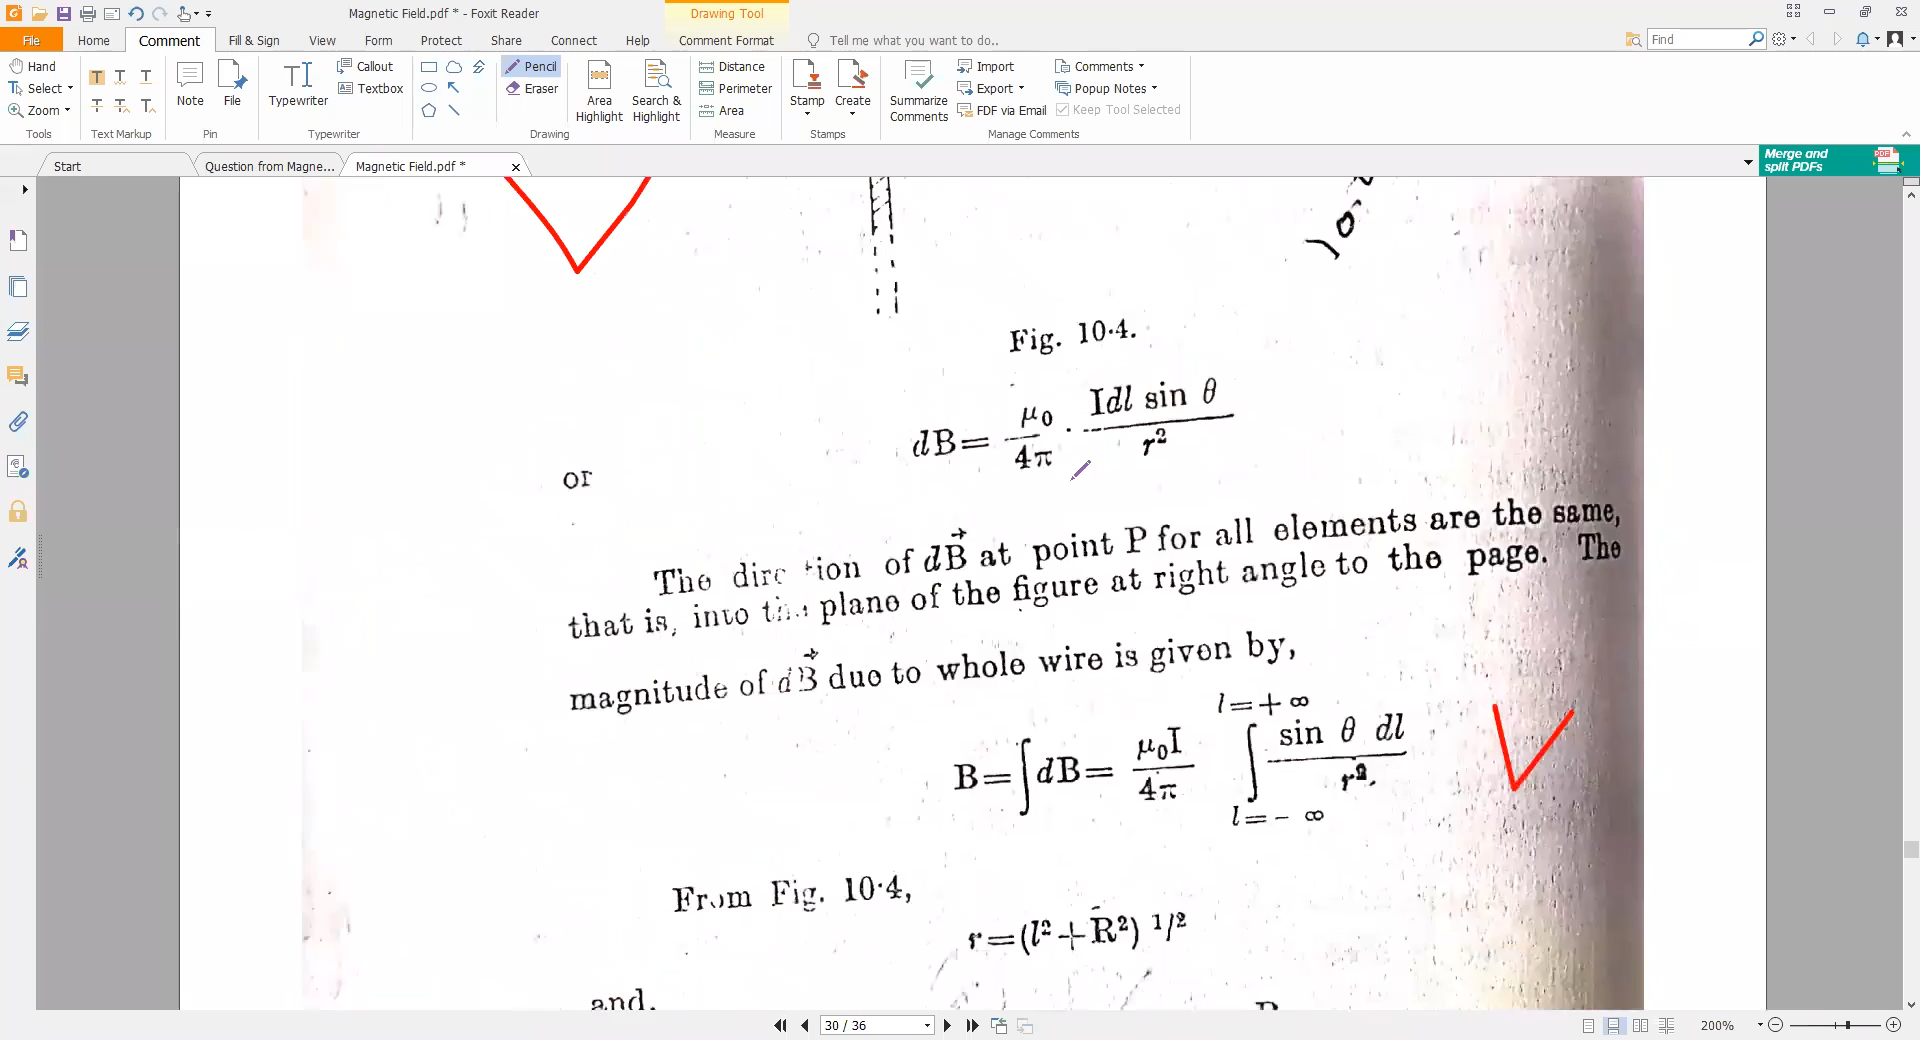 Magnetic Field.pdf * - Foxit Reader
Drawing Tool
File Home Comment Fill & Sign View Form Protect Share Connect Help Comment Format Tell me what you want to do.. Find
Hand
Select
Zoom
Tools
Text Markup
Note
File
Pin
Typewriter
Callout
Textbox
Typewriter
Pencil
Eraser
Area Highlight
Search & Highlight
Drawing
Distance
Perimeter
Area
Measure
Stamp
Create
Stamps
Summarize Comments
Import
Export
FDF via Email
Comments
Popup Notes
Keep Tool Selected
Manage Comments
Start
Question from Magne...
Magnetic Field.pdf *
Merge and
split PDFs
PDF
Fig. 10·4.
or
dB= μ₀/4π · Idl sin θ / r²
The direction of dB⃗ at point P for all elements are the same,
that is, into the plane of the figure at right angle to the page. The
magnitude of dB⃗ due to whole wire is given by,
B=∫dB= μ₀I/4π ∫_{l=-∞}^{l=+∞} sin θ dl / r².
From Fig. 10·4,
r=(l²+R²) 1/2
and,
30 / 36
200%